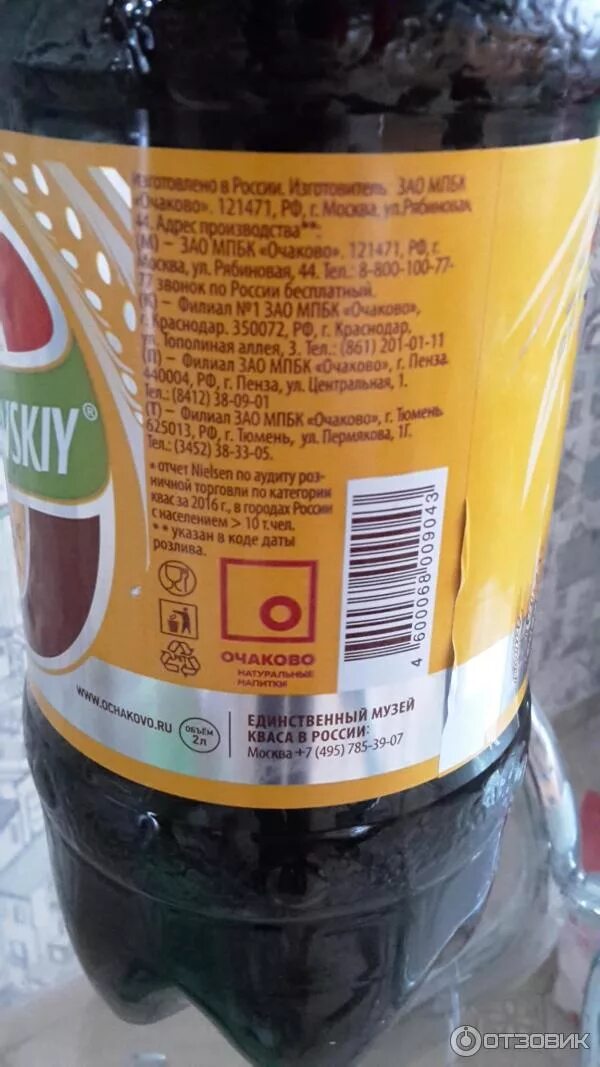 Изготовлено в России. Изготовитель ЗАО МПБК
«Очаково». 121471, РФ, г. Москва, ул.Рябиновая,
44. Адрес производства**:
(М) – ЗАО МПБК «Очаково». 121471, РФ, г.
Москва, ул. Рябиновая, 44. Тел.: 8-800-100-77-
77 звонок по России бесплатный.
(К) – Филиал №1 ЗАО МПБК «Очаково»,
г. Краснодар. 350072, РФ, г. Краснодар,
ул. Тополиная аллея, 3. Тел.: (861) 201-01-11
(П) – Филиал ЗАО МПБК «Очаково», г. Пенза.
440004, РФ, г. Пенза, ул. Центральная, 1.
Тел.: (8412) 38-09-01
(Т) – Филиал ЗАО МПБК «Очаково», г. Тюмень
625013, РФ, г. Тюмень, ул. Пермякова, 1Г.
Тел.: (3452) 38-33-05.
* отчет Nielsen по аудиту роз-
ничной торговли по категории
квас за 2016 г., в городах России
с населением > 10 т.чел.
** указан в коде даты
розлива.
VSKIY®
4 600068 009043
ОЧАКОВО
НАТУРАЛЬНЫЕ
НАПИТКИ
WWW.OCHAKOVO.RU
ОБЪЁМ
2л
ЕДИНСТВЕННЫЙ МУЗЕЙ
КВАСА В РОССИИ:
Москва +7 (495) 785-39-07
ОТЗОВИК